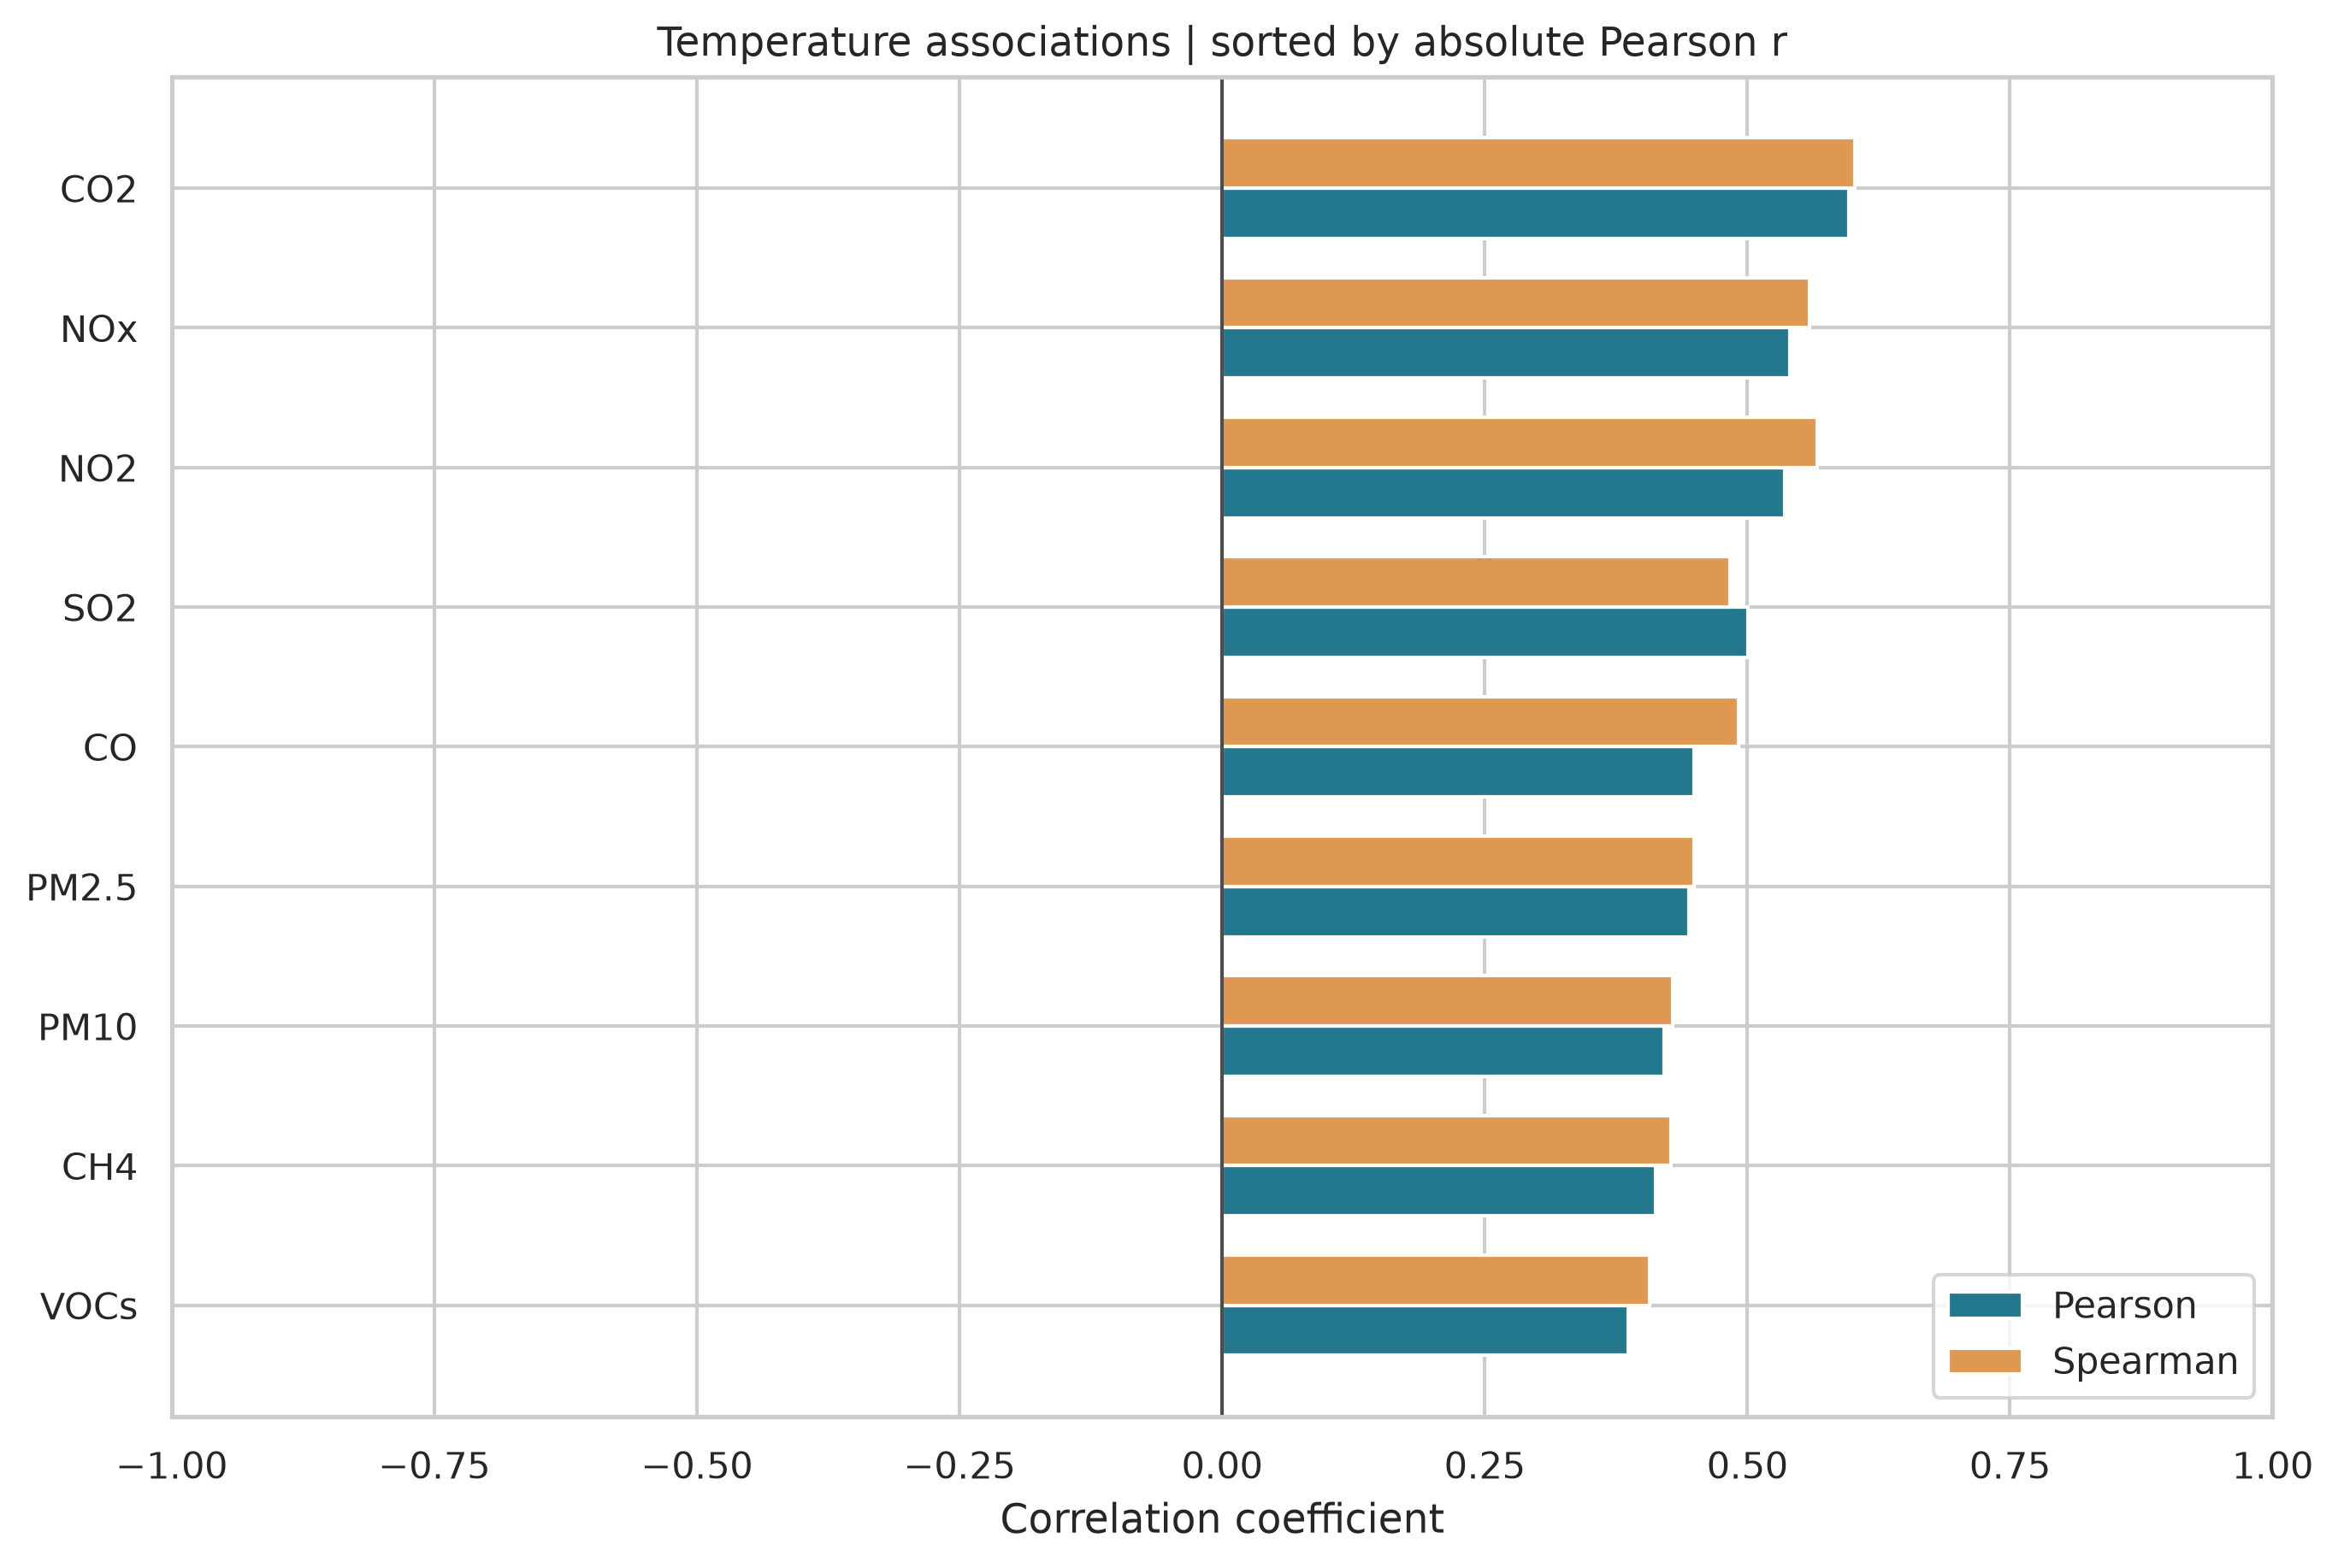 Temperature associations | sorted by absolute Pearson r
CO2
NOx
NO2
SO2
CO
PM2.5
PM10
CH4
VOCs
Pearson
Spearman
−1.00 −0.75 −0.50 −0.25 0.00 0.25 0.50 0.75 1.00
Correlation coefficient